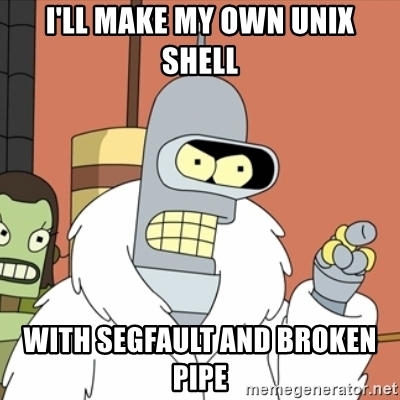 I'LL MAKE MY OWN UNIX
SHELL
WITH SEGFAULT AND BROKEN
PIPE
memegenerator.net